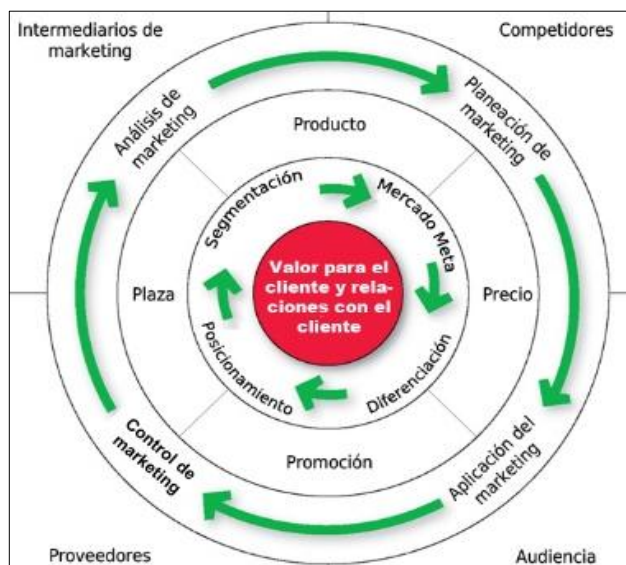 Intermediarios de
marketing
Competidores
Análisis de
marketing
Planeación de
marketing
Producto
Segmentación
Mercado Meta
Valor para el
cliente y rela-
ciones con el
cliente
Plaza
Precio
Posicionamiento
Diferenciación
Promoción
Control de
marketing
Aplicación del
marketing
Proveedores
Audiencia